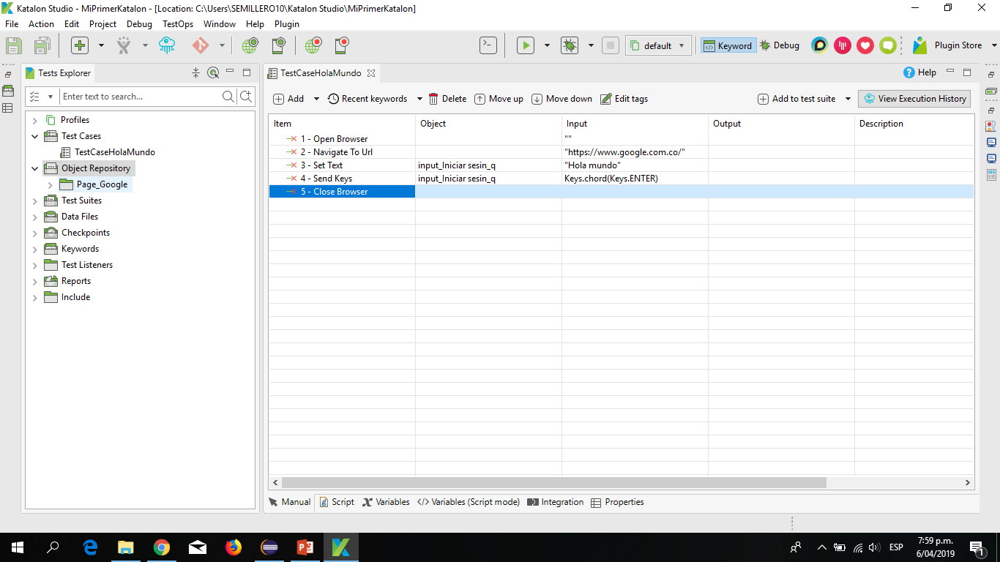 Katalon Studio - MiPrimerKatalon - [Location: C:\Users\SEMILLERO10\Katalon Studio\MiPrimerKatalon]
File Action Edit Project Debug TestOps Window Help Plugin
default Keyword Debug Plugin Store
Tests Explorer
Enter text to search...
Profiles
Test Cases
TestCaseHolaMundo
Object Repository
Page_Google
Test Suites
Data Files
Checkpoints
Keywords
Test Listeners
Reports
Include
TestCaseHolaMundo
Help
Add Recent keywords Delete Move up Move down Edit tags Add to test suite View Execution History
Item Object Input Output Description
1 - Open Browser ""
2 - Navigate To Url "https://www.google.com.co/"
3 - Set Text input_Iniciar sesin_q "Hola mundo"
4 - Send Keys input_Iniciar sesin_q Keys.chord(Keys.ENTER)
5 - Close Browser
Manual Script Variables </> Variables (Script mode) Integration Properties
ESP
7:59 p.m.
6/04/2019
1